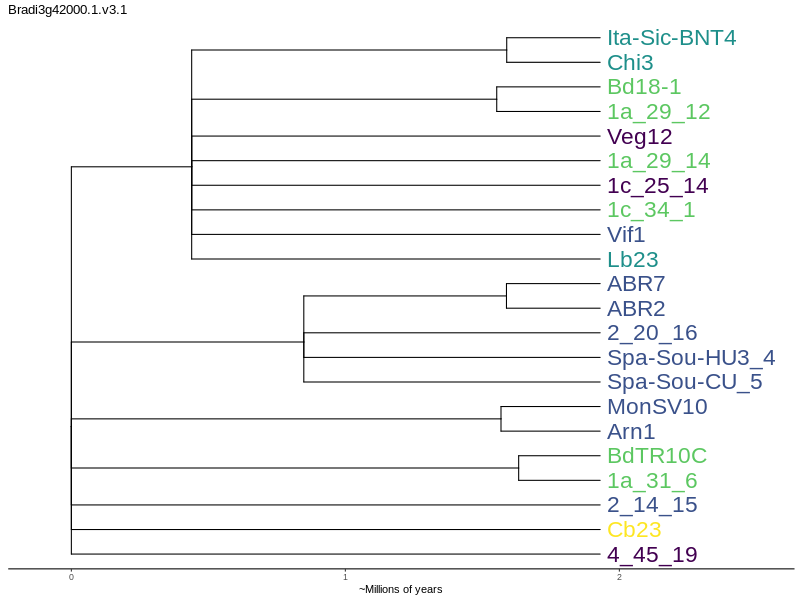 Bradi3g42000.1.v3.1
Ita-Sic-BNT4
Chi3
Bd18-1
1a_29_12
Veg12
1a_29_14
1c_25_14
1c_34_1
Vif1
Lb23
ABR7
ABR2
2_20_16
Spa-Sou-HU3_4
Spa-Sou-CU_5
MonSV10
Arn1
BdTR10C
1a_31_6
2_14_15
Cb23
4_45_19
0 1 2
~Millions of years